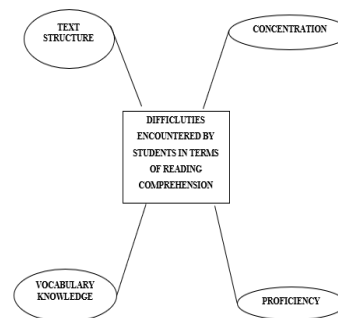 TEXT
STRUCTURE
CONCENTRATION
DIFFICLUTIES
ENCOUNTERED BY
STUDENTS IN TERMS
OF READING
COMPREHENSION
VOCABULARY
KNOWLEDGE
PROFICIENCY